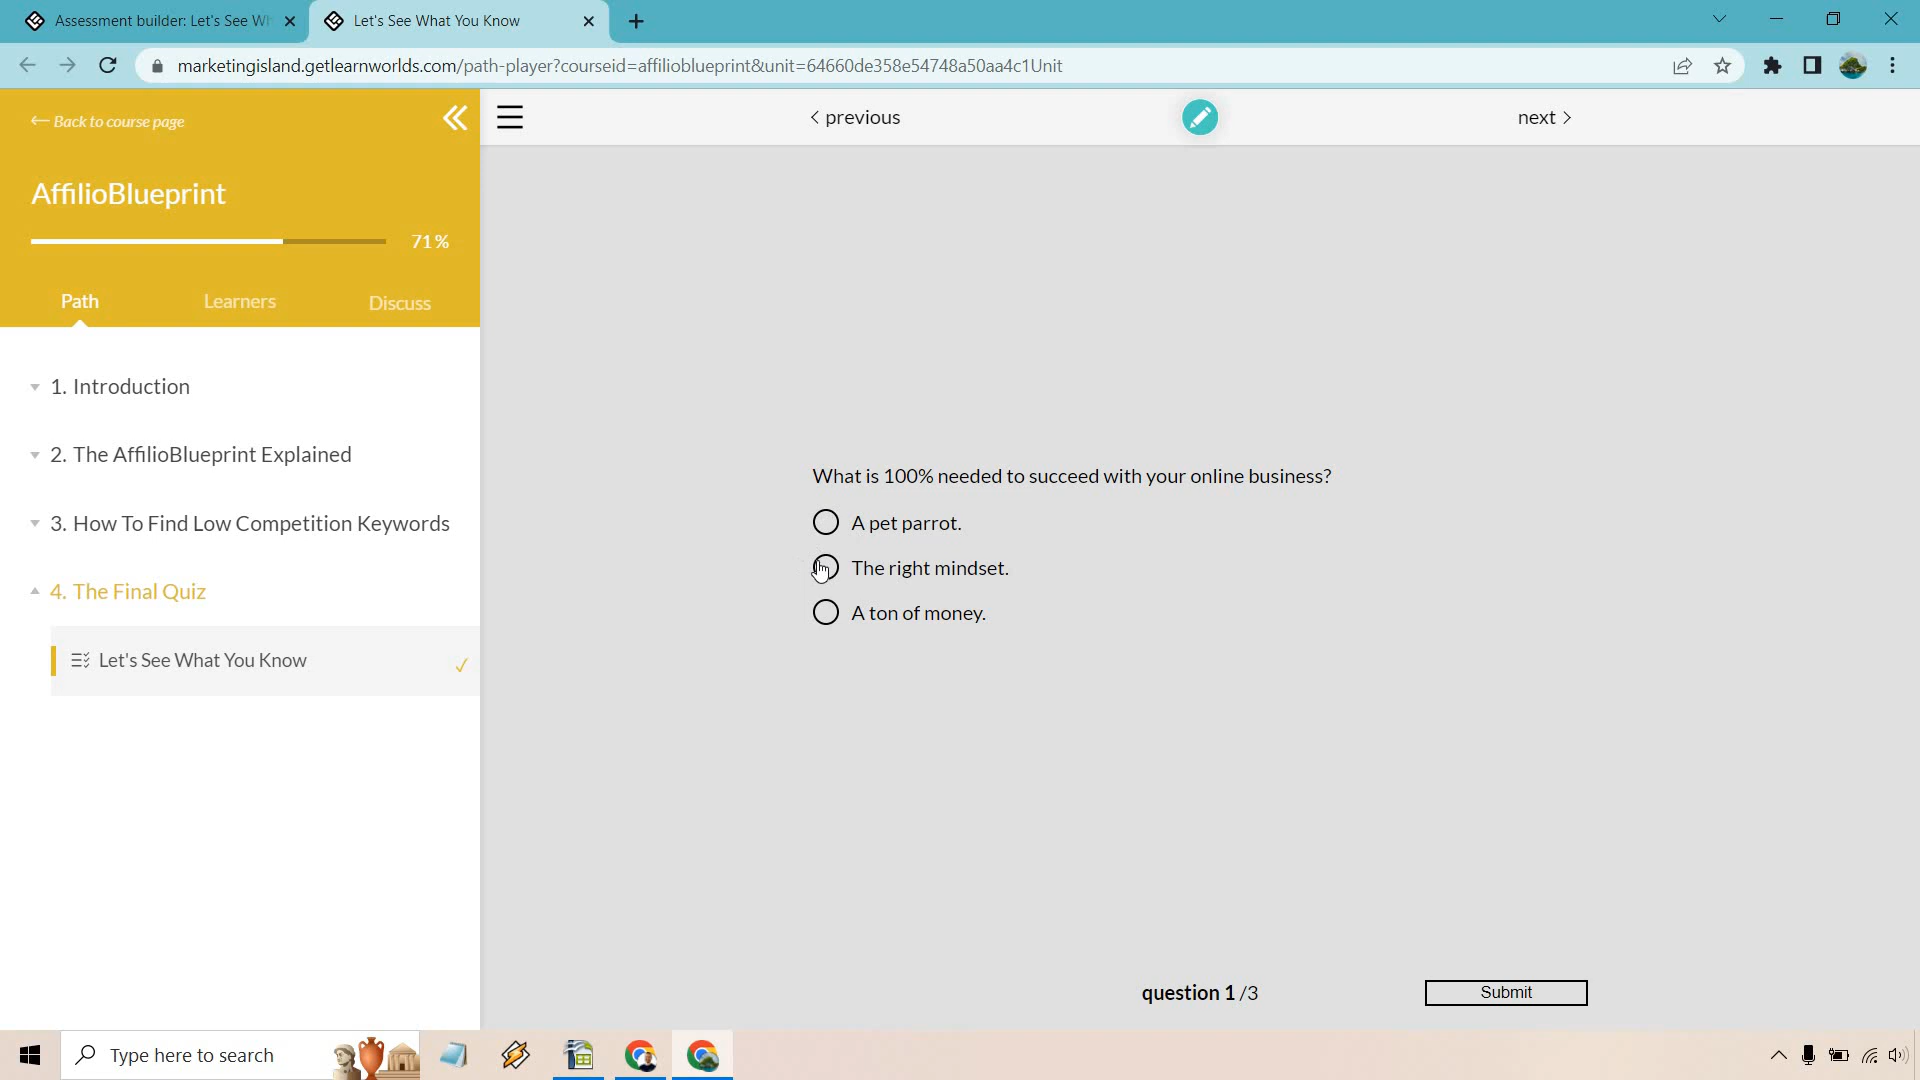 Assessment builder: Let's See Wh
Let's See What You Know
marketingisland.getlearnworlds.com/path-player?courseid=affilioblueprint&unit=64660de358e54748a50aa4c1Unit
← Back to course page
< previous
next >
AffilioBlueprint
71%
Path
Learners
Discuss
1. Introduction
2. The AffilioBlueprint Explained
3. How To Find Low Competition Keywords
4. The Final Quiz
Let's See What You Know
What is 100% needed to succeed with your online business?
A pet parrot.
The right mindset.
A ton of money.
question 1 /3
Submit
Type here to search